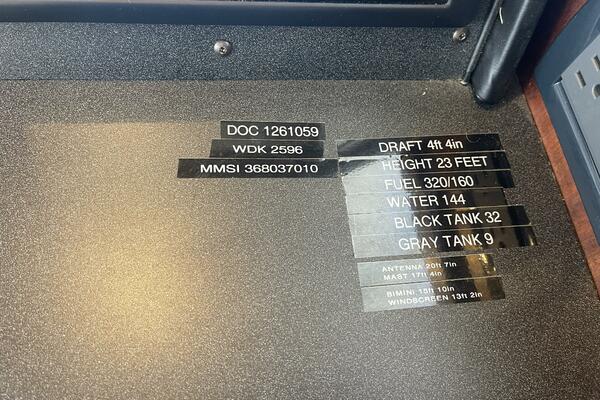 DOC 1261059
WDK 2596
MMSI 368037010
DRAFT 4ft 4in
HEIGHT 23 FEET
FUEL 320/160
WATER 144
BLACK TANK 32
GRAY TANK 9
ANTENNA 20ft 7in
MAST 17ft 4in
BIMINI 15ft 10in
WINDSCREEN 13ft 2in